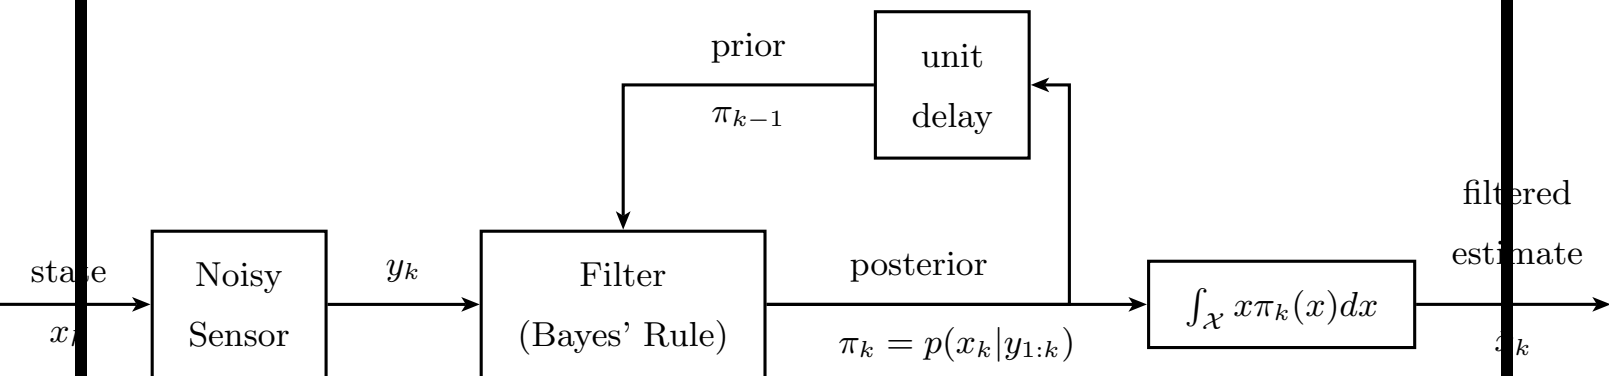 prior
π_{k−1}
unit
delay
state
Noisy
Sensor
y_k
Filter
(Bayes’ Rule)
posterior
π_k = p(x_k|y_{1:k})
∫_𝒳 xπ_k(x)dx
filtered
estimate